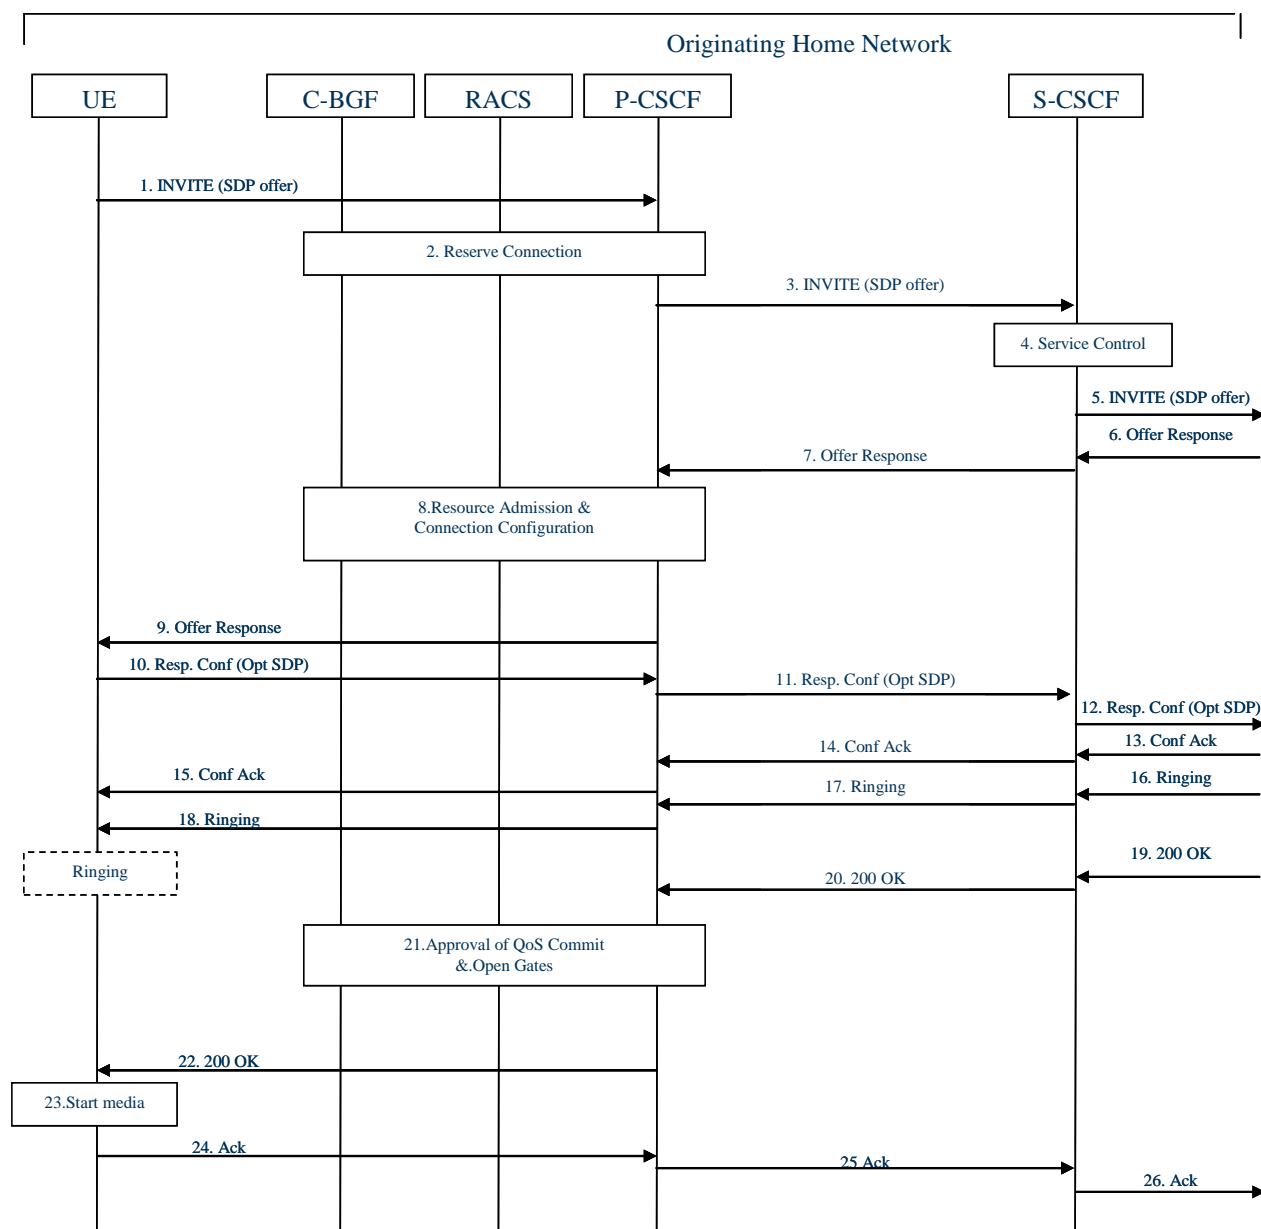 Originating Home Network
UE
C-BGF
RACS
P-CSCF
S-CSCF
1. INVITE (SDP offer)
2. Reserve Connection
3. INVITE (SDP offer)
4. Service Control
5. INVITE (SDP offer)
6. Offer Response
7. Offer Response
8.Resource Admission &
Connection Configuration
9. Offer Response
10. Resp. Conf (Opt SDP)
11. Resp. Conf (Opt SDP)
12. Resp. Conf (Opt SDP)
13. Conf Ack
14. Conf Ack
15. Conf Ack
16. Ringing
17. Ringing
18. Ringing
Ringing
19. 200 OK
20. 200 OK
21.Approval of QoS Commit
&.Open Gates
22. 200 OK
23.Start media
24. Ack
25 Ack
26. Ack